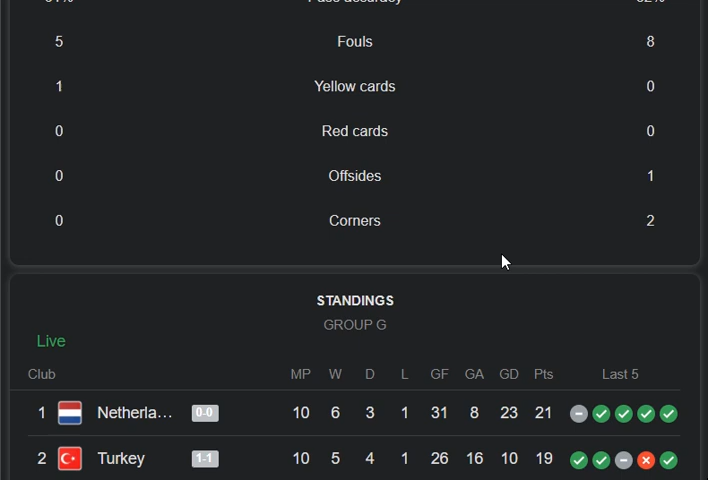 5 Fouls 8
1 Yellow cards 0
0 Red cards 0
0 Offsides 1
0 Corners 2
STANDINGS
GROUP G
Live
Club MP W D L GF GA GD Pts Last 5
1 Netherla... 0-0 10 6 3 1 31 8 23 21
2 Turkey 1-1 10 5 4 1 26 16 10 19